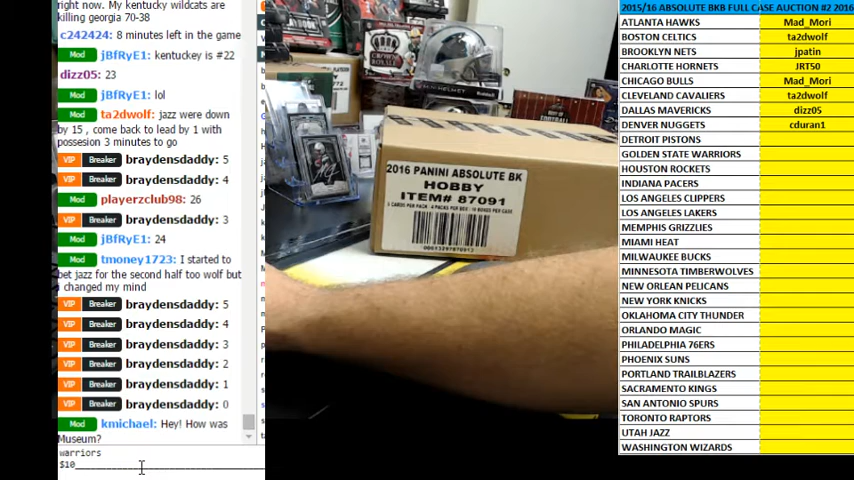 right now. My kentucky wildcats are
killing georgia 70-38
c242424: 8 minutes left in the game
Mod jBfRyE1: kentuckey is #22
dizz05: 23
Mod jBfRyE1: lol
Mod ta2dwolf: jazz were down
by 15 , come back to lead by 1 with
possesion 3 minutes to go
VIP Breaker braydensdaddy: 5
VIP Breaker braydensdaddy: 4
Mod playerzclub98: 26
VIP Breaker braydensdaddy: 3
Mod jBfRyE1: 24
Mod tmoney1723: I started to
bet jazz for the second half too wolf but
i changed my mind
VIP Breaker braydensdaddy: 5
VIP Breaker braydensdaddy: 4
VIP Breaker braydensdaddy: 3
VIP Breaker braydensdaddy: 2
VIP Breaker braydensdaddy: 1
VIP Breaker braydensdaddy: 0
Mod kmichael: Hey! How was
Museum?
warriors
$10
CROWN
ROYALE
2016 PANINI ABSOLUTE BK
HOBBY
ITEM# 87091
2015/16 ABSOLUTE BKB FULL CASE AUCTION #2 2016
ATLANTA HAWKS Mad_Mori
BOSTON CELTICS ta2dwolf
BROOKLYN NETS jpatin
CHARLOTTE HORNETS JRT50
CHICAGO BULLS Mad_Mori
CLEVELAND CAVALIERS ta2dwolf
DALLAS MAVERICKS dizz05
DENVER NUGGETS cduran1
DETROIT PISTONS
GOLDEN STATE WARRIORS
HOUSTON ROCKETS
INDIANA PACERS
LOS ANGELES CLIPPERS
LOS ANGELES LAKERS
MEMPHIS GRIZZLIES
MIAMI HEAT
MILWAUKEE BUCKS
MINNESOTA TIMBERWOLVES
NEW ORLEAN PELICANS
NEW YORK KNICKS
OKLAHOMA CITY THUNDER
ORLANDO MAGIC
PHILADELPHIA 76ERS
PHOENIX SUNS
PORTLAND TRAILBLAZERS
SACRAMENTO KINGS
SAN ANTONIO SPURS
TORONTO RAPTORS
UTAH JAZZ
WASHINGTON WIZARDS